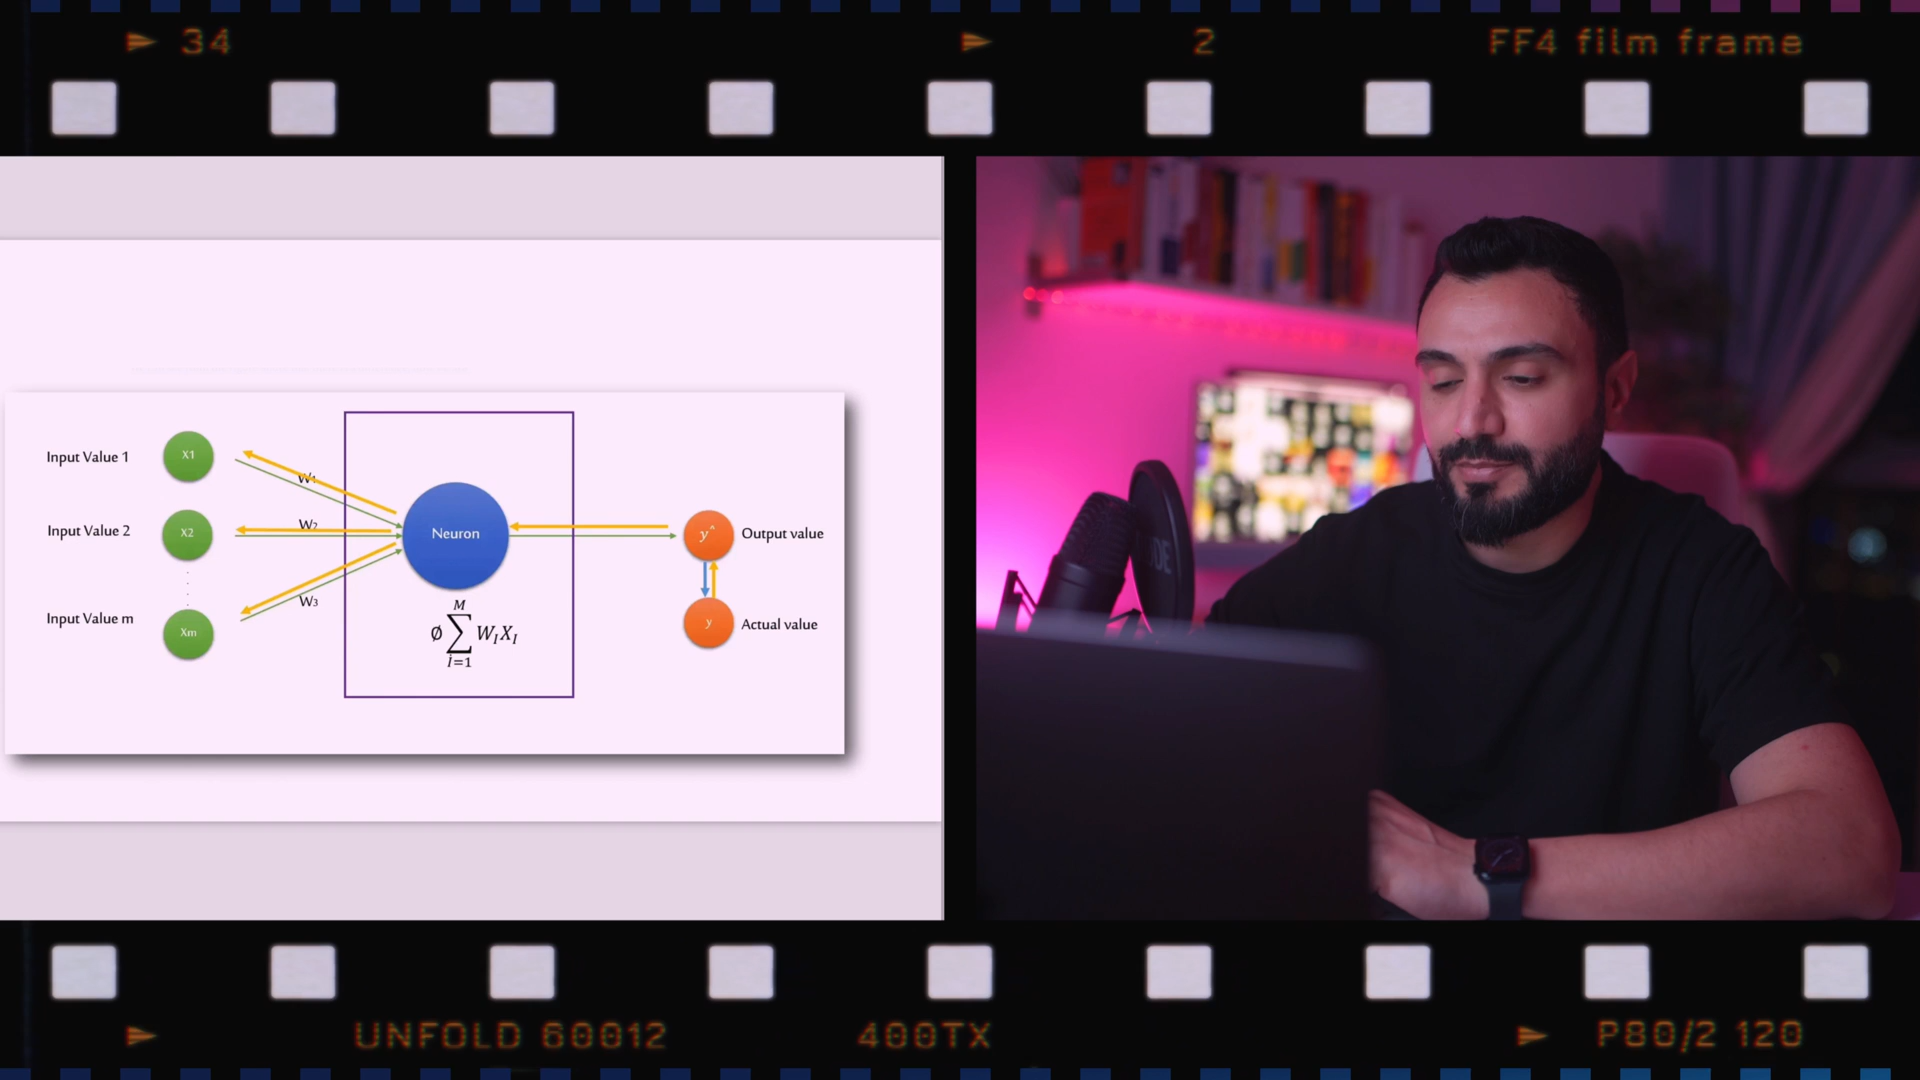 34
2
FF4 film frame
Input Value 1
X1
W1
Input Value 2
X2
W2
Neuron
y^
Output value
Input Value m
Xm
W3
∅ ∑ M i=1 W_I X_I
y
Actual value
UNFOLD 60012
400TX
P80/2 120